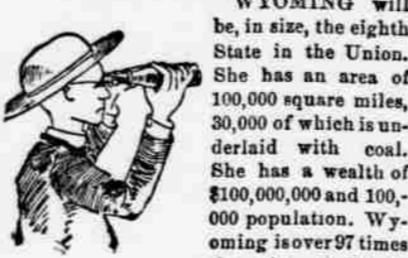 WYOMING will
be, in size, the eighth
State in the Union.
She has an area of
100,000 square miles,
30,000 of which is un-
derlaid with coal.
She has a wealth of
$100,000,000 and 100,-
000 population. Wy-
oming is over 97 times